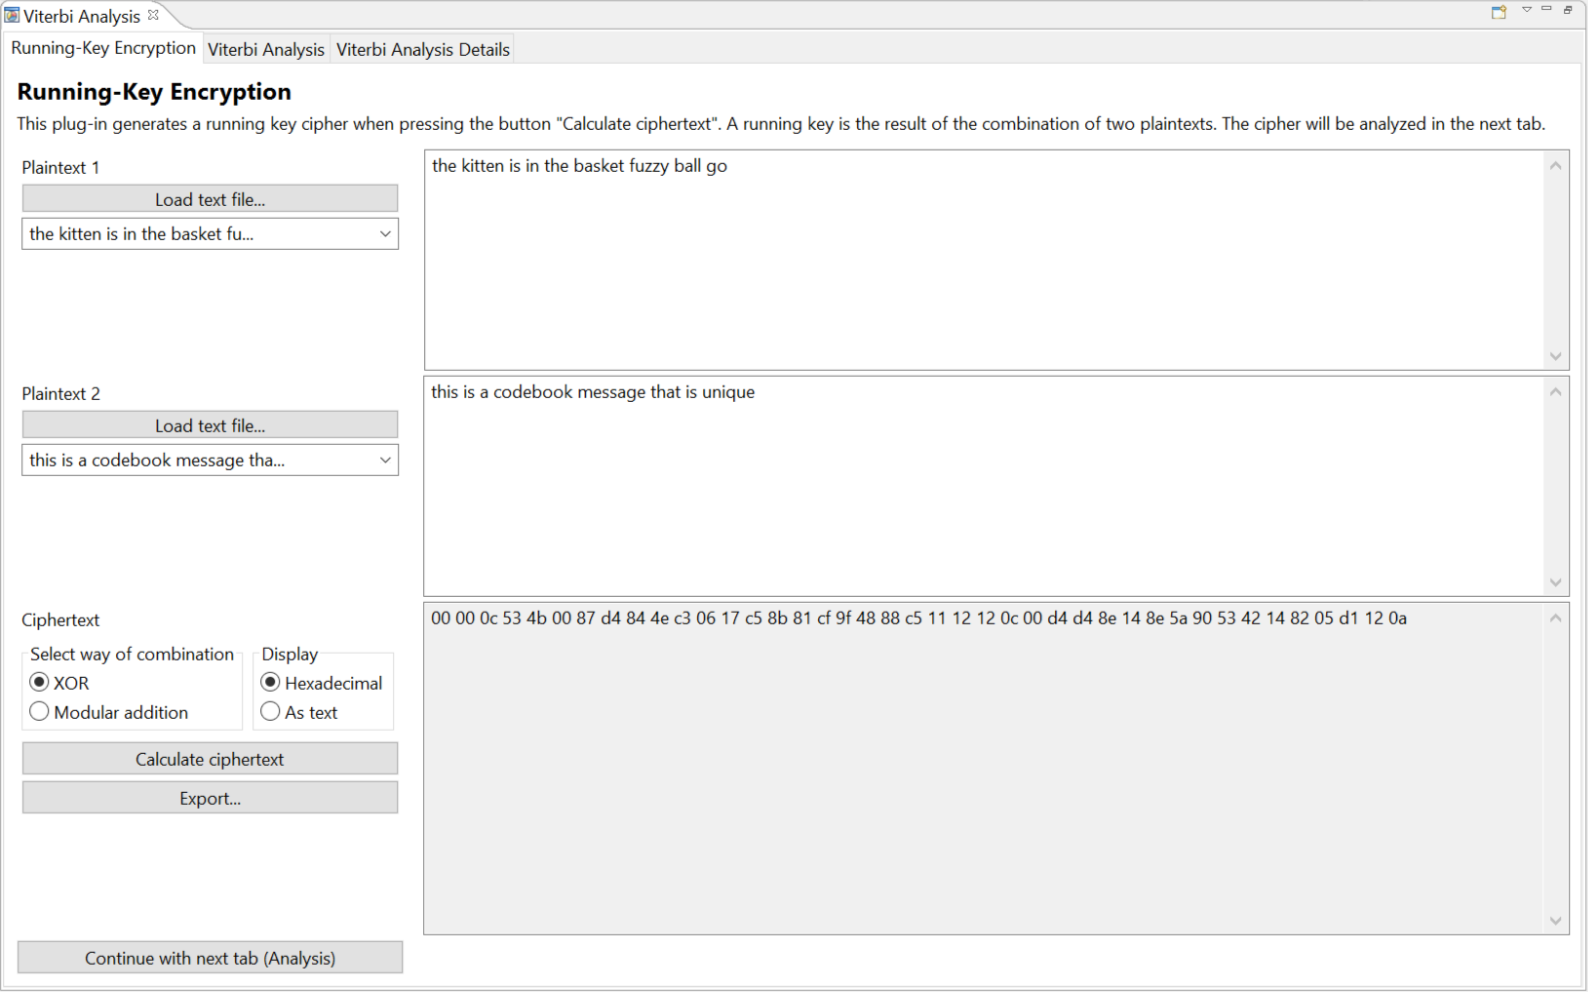 Viterbi Analysis
Running-Key Encryption Viterbi Analysis Viterbi Analysis Details
Running-Key Encryption
This plug-in generates a running key cipher when pressing the button "Calculate ciphertext". A running key is the result of the combination of two plaintexts. The cipher will be analyzed in the next tab.
Plaintext 1
the kitten is in the basket fuzzy ball go
Load text file...
the kitten is in the basket fu...
Plaintext 2
this is a codebook message that is unique
Load text file...
this is a codebook message tha...
Ciphertext
00 00 0c 53 4b 00 87 d4 84 4e c3 06 17 c5 8b 81 cf 9f 48 88 c5 11 12 12 0c 00 d4 d4 8e 14 8e 5a 90 53 42 14 82 05 d1 12 0a
Select way of combination Display
XOR Hexadecimal
Modular addition As text
Calculate ciphertext
Export...
Continue with next tab (Analysis)